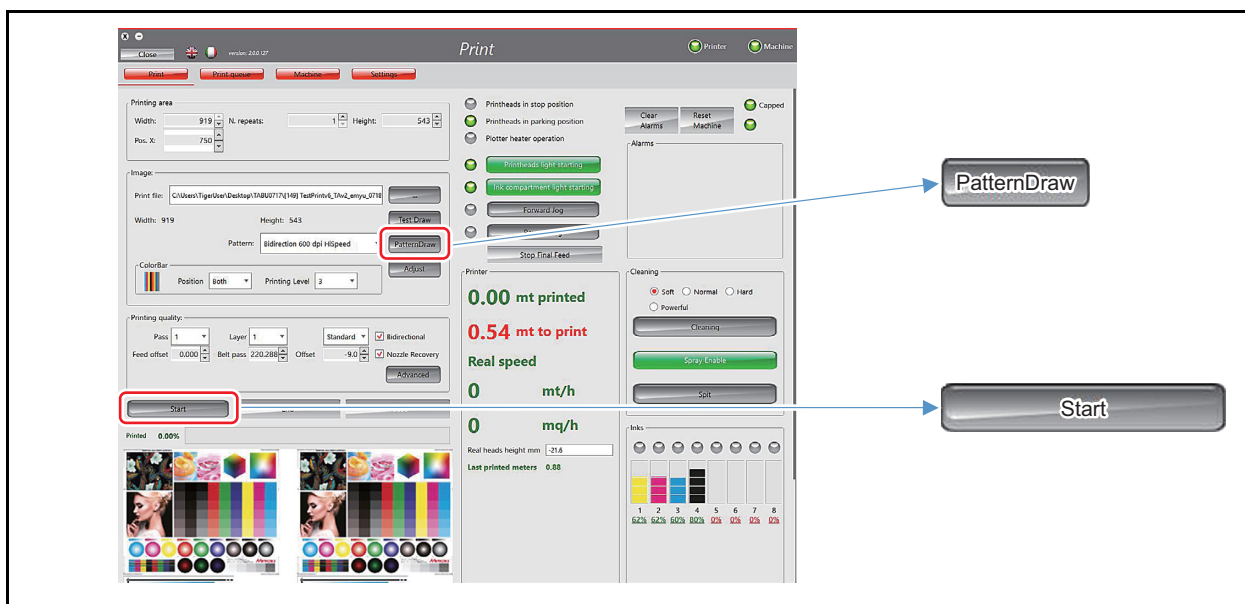 Close
version: 2.0.0.127
Print
Printer
Machine
Print
Print queue
Machine
Settings
Printing area
Width: 919 N. repeats: 1 Height: 543
Pos. X: 750
Image:
Print file: C:\Users\TigerUser\Desktop\TABU0717\[149] TestPrintv6_TAw2_emyu_0718 ...
Width: 919 Height: 543 Test Draw
Pattern: Bidirection 600 dpi HiSpeed PatternDraw
ColorBar
Position Both Printing Level 3
Adjust
Printing quality:
Pass 1 Layer 1 Standard Bidirectional
Feed offset 0.000 Belt pass 220.288 Offset -9.0 Nozzle Recovery
Advanced
Start
Printed 0.00%
Printheads in stop position
Printheads in parking position
Plotter heater operation
Printheads light starting
Ink compartment light starting
Forward Jog
Stop Final Feed
Printer
0.00 mt printed
0.54 mt to print
Real speed
0 mt/h
0 mq/h
Real heads height mm -21.6
Last printed meters 0.88
Clear Alarms
Reset Machine
Capped
Alarms
Cleaning
Soft Normal Hard
Powerful
Cleaning
Spray Enable
Spit
Inks
1 2 3 4 5 6 7 8
62% 62% 60% 80% 0% 0% 0% 0%
PatternDraw
Start